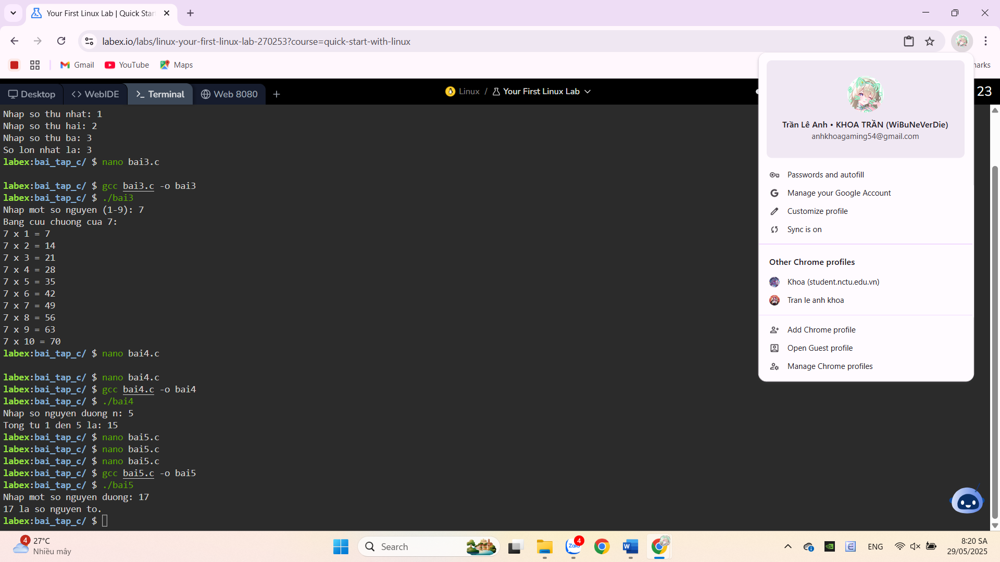 Your First Linux Lab | Quick Star
labex.io/labs/linux-your-first-linux-lab-270253?course=quick-start-with-linux
Gmail YouTube Maps
Desktop WebIDE Terminal Web 8080
Linux / Your First Linux Lab
23
Nhap so thu nhat: 1
Nhap so thu hai: 2
Nhap so thu ba: 3
So lon nhat la: 3
labex:bai_tap_c/ $ nano bai3.c
labex:bai_tap_c/ $ gcc bai3.c -o bai3
labex:bai_tap_c/ $ ./bai3
Nhap mot so nguyen (1-9): 7
Bang cuu chuong cua 7:
7 x 1 = 7
7 x 2 = 14
7 x 3 = 21
7 x 4 = 28
7 x 5 = 35
7 x 6 = 42
7 x 7 = 49
7 x 8 = 56
7 x 9 = 63
7 x 10 = 70
labex:bai_tap_c/ $ nano bai4.c
labex:bai_tap_c/ $ nano bai4.c
labex:bai_tap_c/ $ gcc bai4.c -o bai4
labex:bai_tap_c/ $ ./bai4
Nhap so nguyen duong n: 5
Tong tu 1 den 5 la: 15
labex:bai_tap_c/ $ nano bai5.c
labex:bai_tap_c/ $ nano bai5.c
labex:bai_tap_c/ $ nano bai5.c
labex:bai_tap_c/ $ gcc bai5.c -o bai5
labex:bai_tap_c/ $ ./bai5
Nhap mot so nguyen duong: 17
17 la so nguyen to.
labex:bai_tap_c/ $
Trần Lê Anh • KHOA TRẦN (WiBuNeVerDie)
anhkhoagaming54@gmail.com
Passwords and autofill
Manage your Google Account
Customize profile
Sync is on
Other Chrome profiles
Khoa (student.nctu.edu.vn)
Tran le anh khoa
Add Chrome profile
Open Guest profile
Manage Chrome profiles
4
27°C
Nhiều mây
Search
Zalo
4
ENG
8:20 SA
29/05/2025